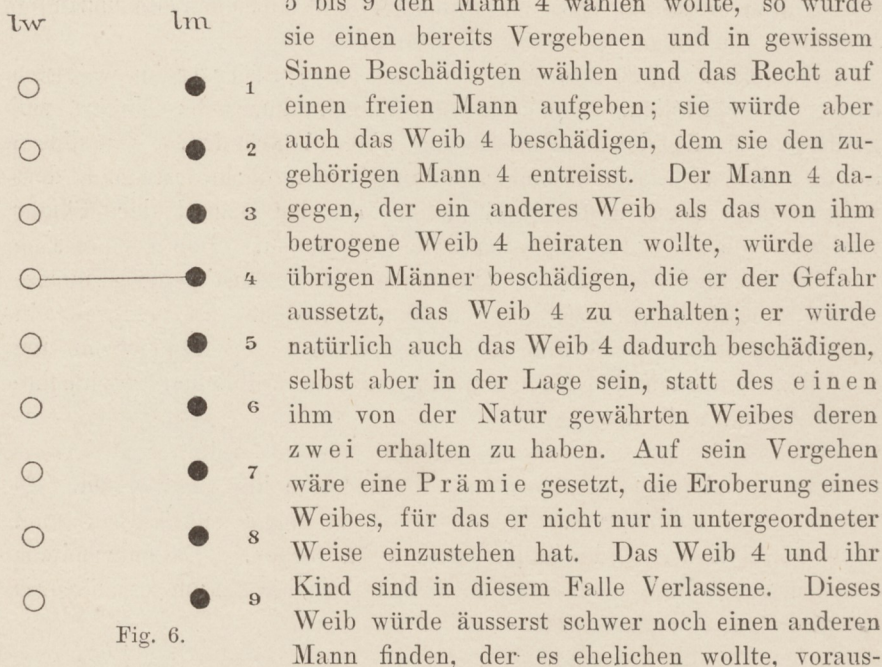 lw lm
1
2
3
4
5
6
7
8
9
Fig. 6.
5 bis 9 den Mann 4 wählen wollte, so würde
sie einen bereits Vergebenen und in gewissem
Sinne Beschädigten wählen und das Recht auf
einen freien Mann aufgeben; sie würde aber
auch das Weib 4 beschädigen, dem sie den zu-
gehörigen Mann 4 entreisst. Der Mann 4 da-
gegen, der ein anderes Weib als das von ihm
betrogene Weib 4 heiraten wollte, würde alle
übrigen Männer beschädigen, die er der Gefahr
aussetzt, das Weib 4 zu erhalten; er würde
natürlich auch das Weib 4 dadurch beschädigen,
selbst aber in der Lage sein, statt des einen
ihm von der Natur gewährten Weibes deren
zwei erhalten zu haben. Auf sein Vergehen
wäre eine Prämie gesetzt, die Eroberung eines
Weibes, für das er nicht nur in untergeordneter
Weise einzustehen hat. Das Weib 4 und ihr
Kind sind in diesem Falle Verlassene. Dieses
Weib würde äusserst schwer noch einen anderen
Mann finden, der es ehelichen wollte, voraus-